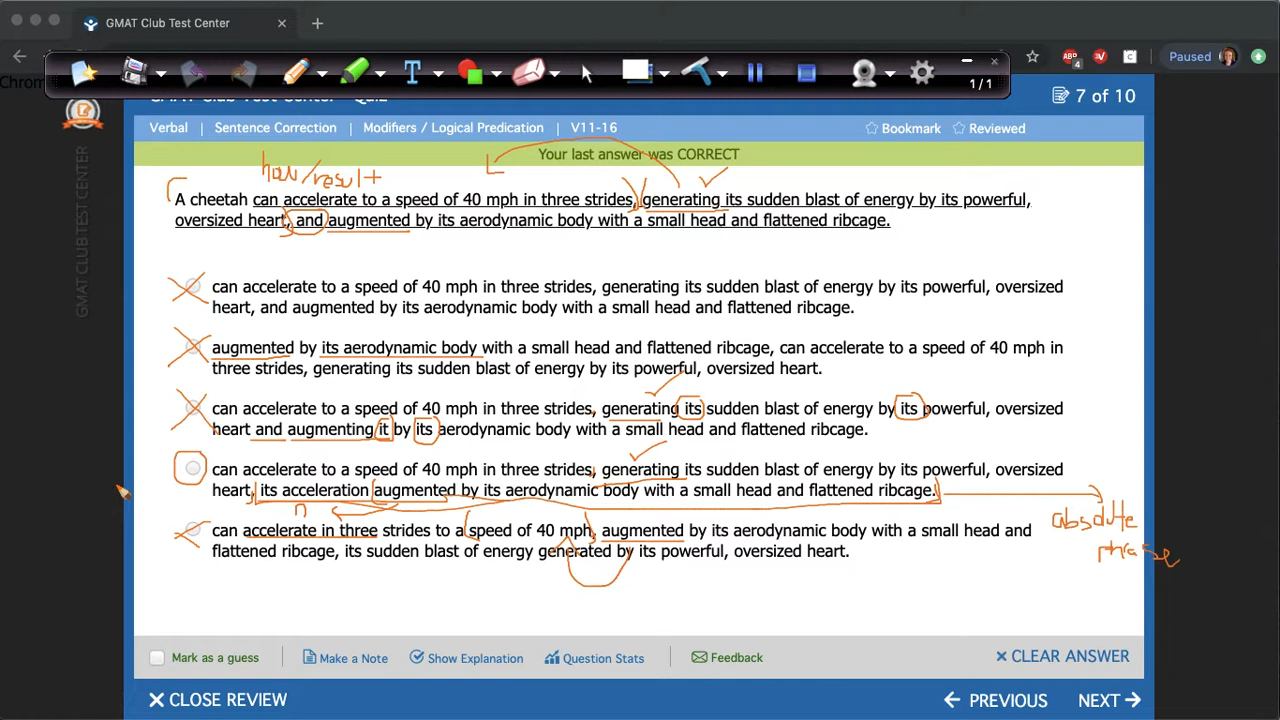 GMAT Club Test Center
Paused
4
Chrom
1/1
GMAT Club Test Center Quiz
7 of 10
Verbal | Sentence Correction | Modifiers / Logical Predication | V11-16
Bookmark Reviewed
Your last answer was CORRECT
how/result
A cheetah can accelerate to a speed of 40 mph in three strides, generating its sudden blast of energy by its powerful,
oversized heart, and augmented by its aerodynamic body with a small head and flattened ribcage.
GMAT CLUB TEST CENTER
can accelerate to a speed of 40 mph in three strides, generating its sudden blast of energy by its powerful, oversized
heart, and augmented by its aerodynamic body with a small head and flattened ribcage.
augmented by its aerodynamic body with a small head and flattened ribcage, can accelerate to a speed of 40 mph in
three strides, generating its sudden blast of energy by its powerful, oversized heart.
can accelerate to a speed of 40 mph in three strides, generating its sudden blast of energy by its powerful, oversized
heart and augmenting it by its aerodynamic body with a small head and flattened ribcage.
can accelerate to a speed of 40 mph in three strides, generating its sudden blast of energy by its powerful, oversized
heart, its acceleration augmented by its aerodynamic body with a small head and flattened ribcage.
n
absolute
phrase
can accelerate in three strides to a speed of 40 mph, augmented by its aerodynamic body with a small head and
flattened ribcage, its sudden blast of energy generated by its powerful, oversized heart.
Mark as a guess
Make a Note
Show Explanation
Question Stats
Feedback
CLEAR ANSWER
CLOSE REVIEW
PREVIOUS
NEXT